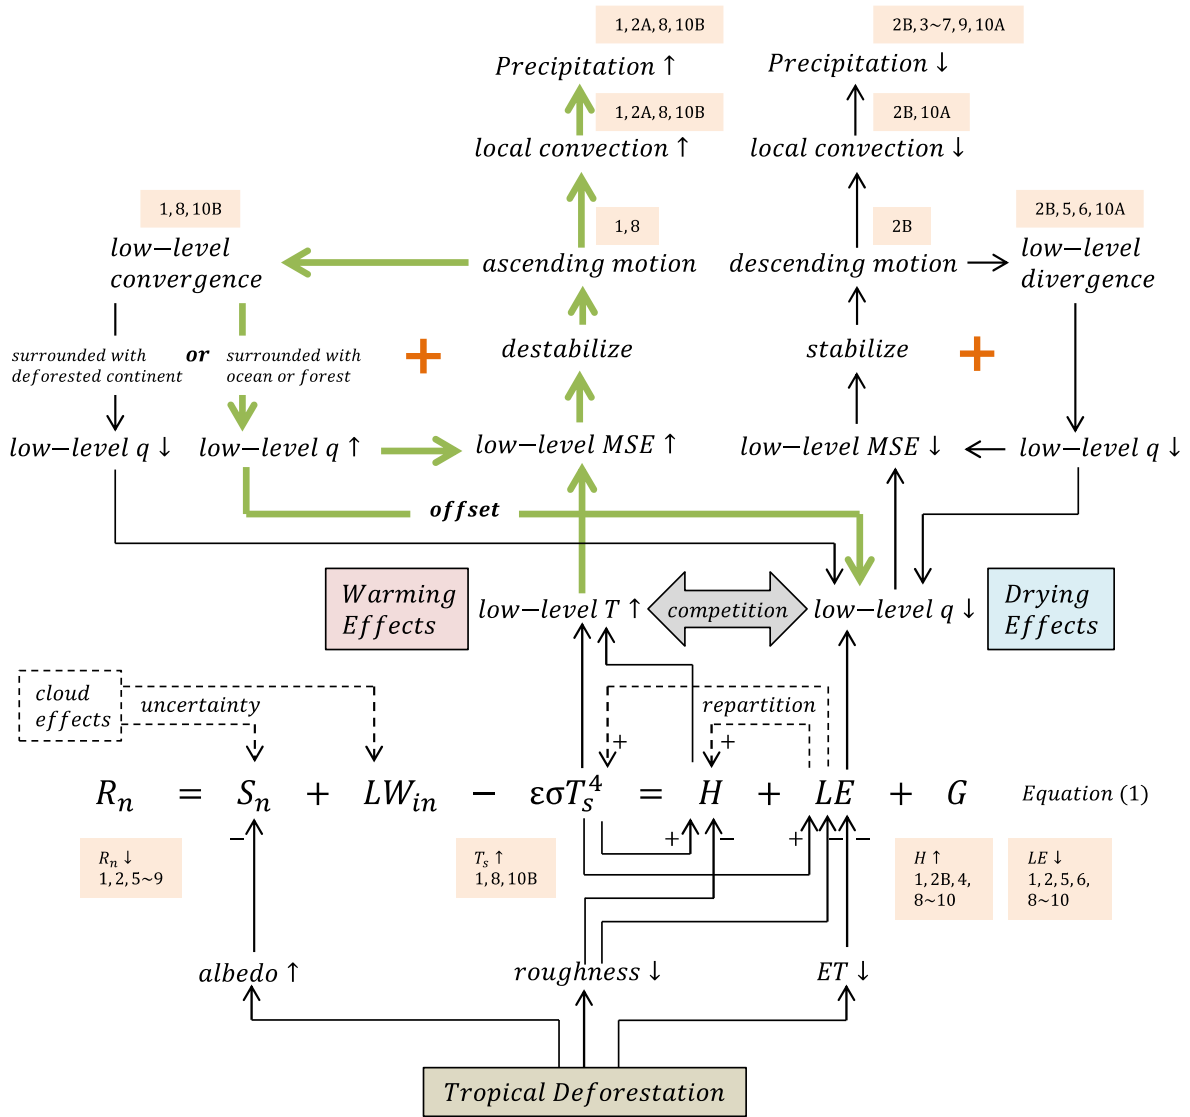 1, 2A, 8, 10B
2B, 3~7, 9, 10A
Precipitation ↑
Precipitation ↓
1, 2A, 8, 10B
2B, 10A
local convection ↑
local convection ↓
1, 8, 10B
1, 8
2B
2B, 5, 6, 10A
low−level
convergence
ascending motion
descending motion
low−level
divergence
surrounded with
deforested continent
or
surrounded with
ocean or forest
+
destabilize
stabilize
+
low−level q ↓
low−level q ↑
low−level MSE ↑
low−level MSE ↓
low−level q ↓
offset
Warming
Effects
low−level T ↑
competition
low−level q ↓
Drying
Effects
cloud
effects
uncertainty
repartition
+
+
R_n = S_n + LW_in − εσT_s^4 = H + LE + G
Equation (1)
−
+
−
+
−
−
R_n ↓
1, 2, 5~9
T_s ↑
1, 8, 10B
H ↑
1, 2B, 4,
8~10
LE ↓
1, 2, 5, 6,
8~10
albedo ↑
roughness ↓
ET ↓
Tropical Deforestation